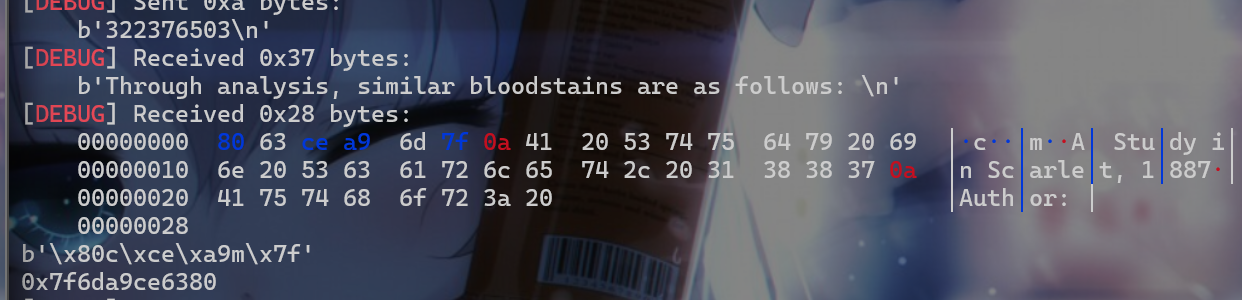 [DEBUG] Sent 0xa bytes:
    b'322376503\n'
[DEBUG] Received 0x37 bytes:
    b'Through analysis, similar bloodstains are as follows: \n'
[DEBUG] Received 0x28 bytes:
    00000000  80 63 ce a9  6d 7f 0a 41  20 53 74 75  64 79 20 69  │·c··│m··A│ Stu│dy i│
    00000010  6e 20 53 63  61 72 6c 65  74 2c 20 31  38 38 37 0a  │n Sc│arle│t, 1│887·│
    00000020  41 75 74 68  6f 72 3a 20                            │Auth│or: │
    00000028
b'\x80c\xce\xa9m\x7f'
0x7f6da9ce6380